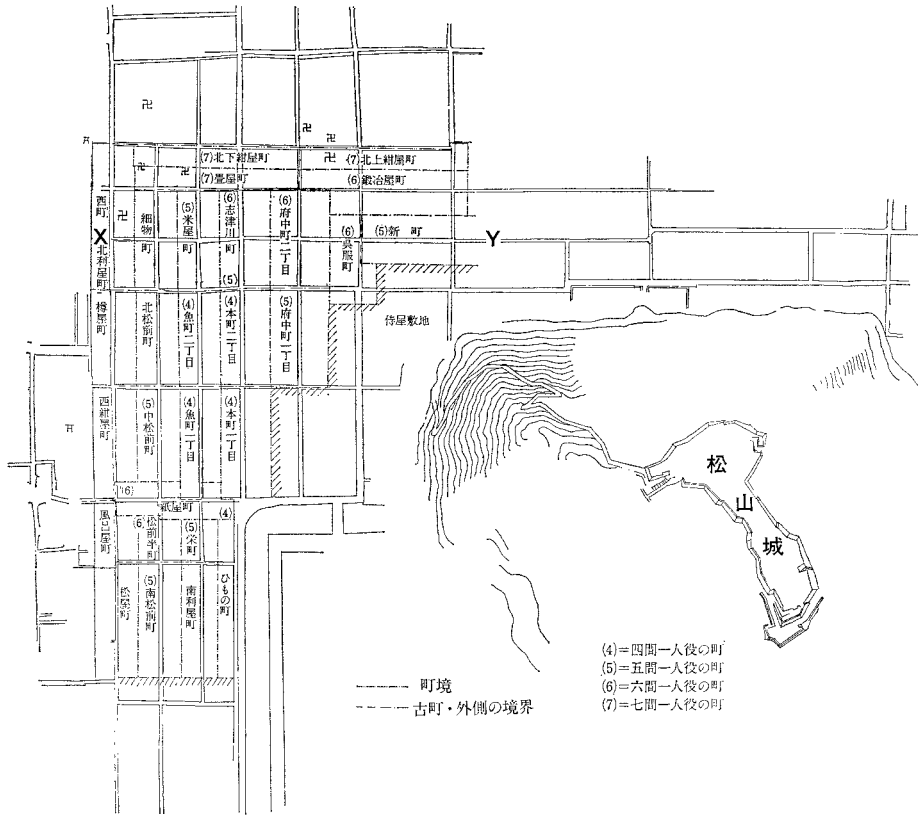 卍
卍
卍
卍
卍
卍
卍
(7)北下紺屋町
(7)北上紺屋町
(7)畳屋町
(6)鍛冶屋町
西町
X
北利屋町
樽屋町
西紺屋町
風呂屋町
細物町
(5)米屋町
(6)志津川町
(5)
(6)府中町二丁目
(6)呉服町
(5)新町
Y
北松前町
(4)魚町二丁目
(4)本町二丁目
(5)府中町一丁目
侍屋敷地
(5)中松前町
(4)魚町一丁目
(4)本町一丁目
(6)
紙屋町
(4)
(6)松前半町
(5)栄町
松屋町
(5)南松前町
南利屋町
ひもの町
松山城
(4)=四間一人役の町
(5)=五間一人役の町
(6)=六間一人役の町
(7)=七間一人役の町
町境
古町・外側の境界